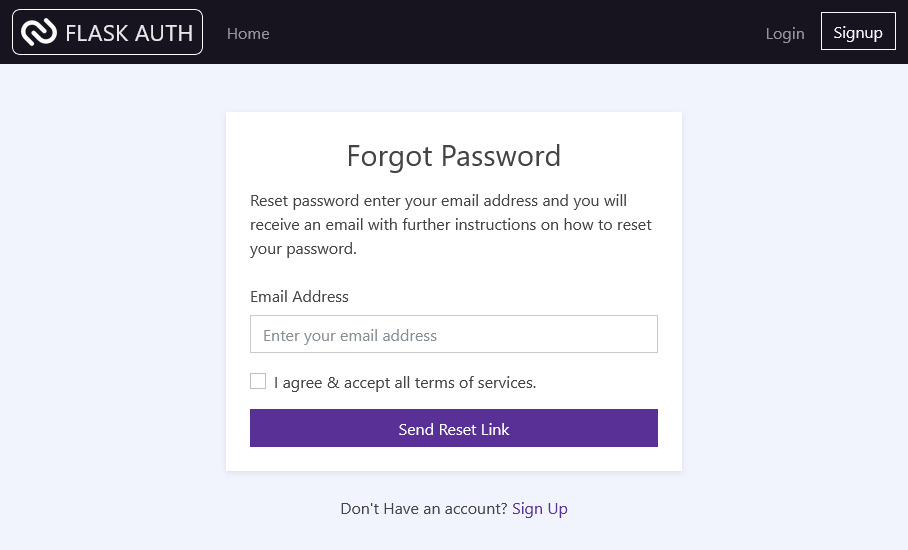 FLASK AUTH Home Login Signup
Forgot Password
Reset password enter your email address and you will
receive an email with further instructions on how to reset
your password.
Email Address
Enter your email address
I agree & accept all terms of services.
Send Reset Link
Don't Have an account? Sign Up